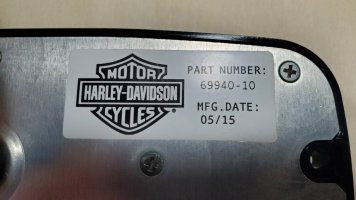 MOTOR
HARLEY-DAVIDSON
CYCLES
PART NUMBER:
69940-10
MFG.DATE:
05/15